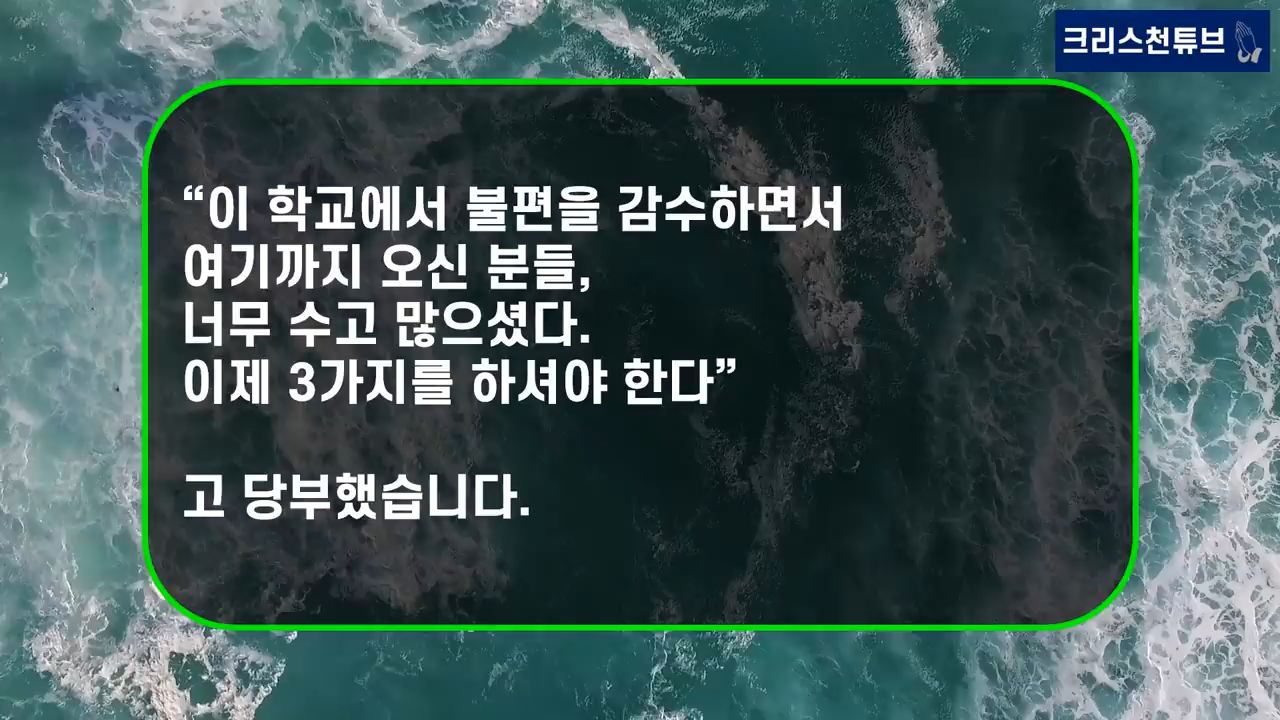 크리스천튜브
“이 학교에서 불편을 감수하면서
여기까지 오신 분들,
너무 수고 많으셨다.
이제 3가지를 하셔야 한다”
고 당부했습니다.